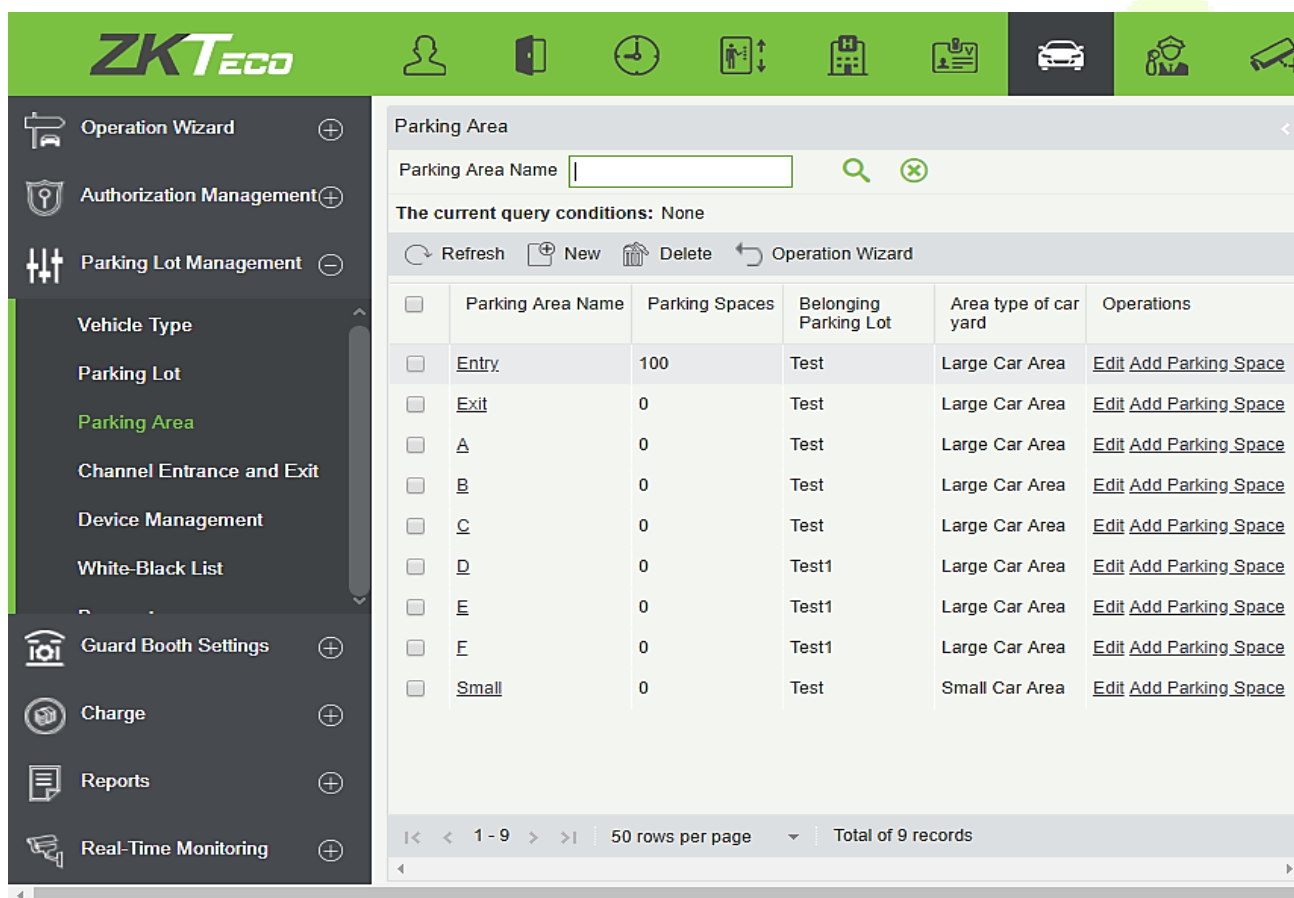 ZKTECO
Operation Wizard
Authorization Management
Parking Lot Management
Vehicle Type
Parking Lot
Parking Area
Channel Entrance and Exit
Device Management
White-Black List
Guard Booth Settings
Charge
Reports
Real-Time Monitoring
Parking Area
Parking Area Name
The current query conditions: None
Refresh New Delete Operation Wizard
Parking Area Name Parking Spaces Belonging Parking Lot Area type of car yard Operations
Entry 100 Test Large Car Area Edit Add Parking Space
Exit 0 Test Large Car Area Edit Add Parking Space
A 0 Test Large Car Area Edit Add Parking Space
B 0 Test Large Car Area Edit Add Parking Space
C 0 Test Large Car Area Edit Add Parking Space
D 0 Test1 Large Car Area Edit Add Parking Space
E 0 Test1 Large Car Area Edit Add Parking Space
F 0 Test1 Large Car Area Edit Add Parking Space
Small 0 Test Small Car Area Edit Add Parking Space
1 - 9 50 rows per page Total of 9 records